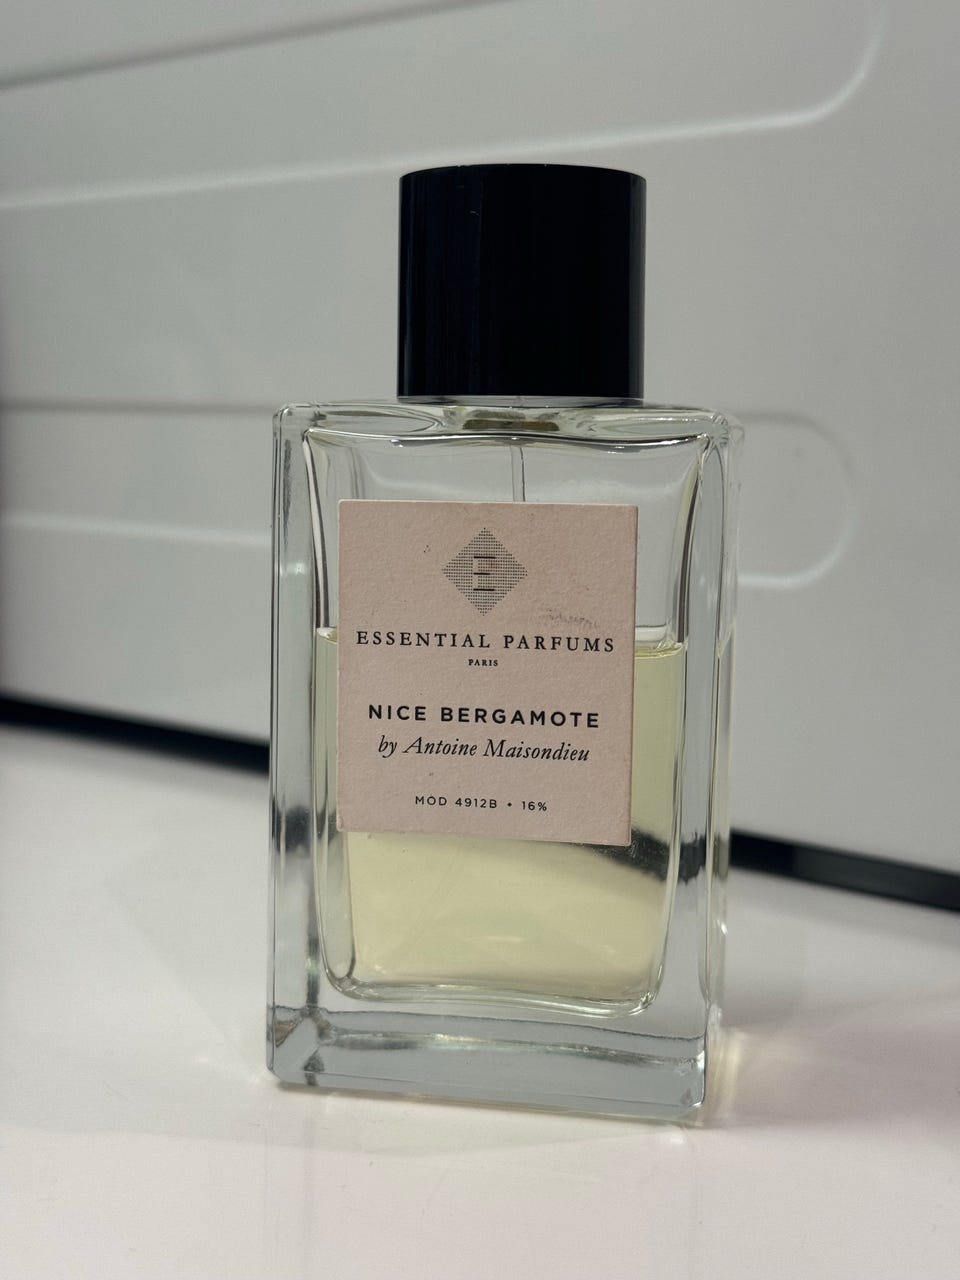 E
ESSENTIAL PARFUMS
PARIS
NICE BERGAMOTE
by Antoine Maisondieu
MOD 4912B • 16%